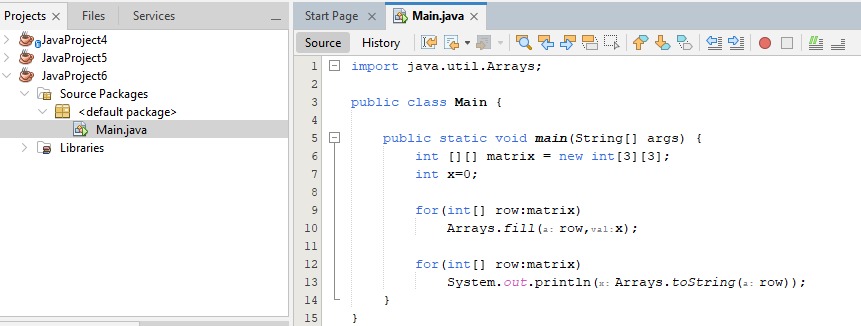 Projects
Files
Services
JavaProject4
JavaProject5
JavaProject6
Source Packages
<default package>
Main.java
Libraries
Start Page
Main.java
Source
History
1 import java.util.Arrays;
2
3 public class Main {
4
5 public static void main(String[] args) {
6 int [][] matrix = new int[3][3];
7 int x=0;
8
9 for(int[] row:matrix)
10 Arrays.fill(a: row,val:x);
11
12 for(int[] row:matrix)
13 System.out.println(x: Arrays.toString(a: row));
14 }
15 }